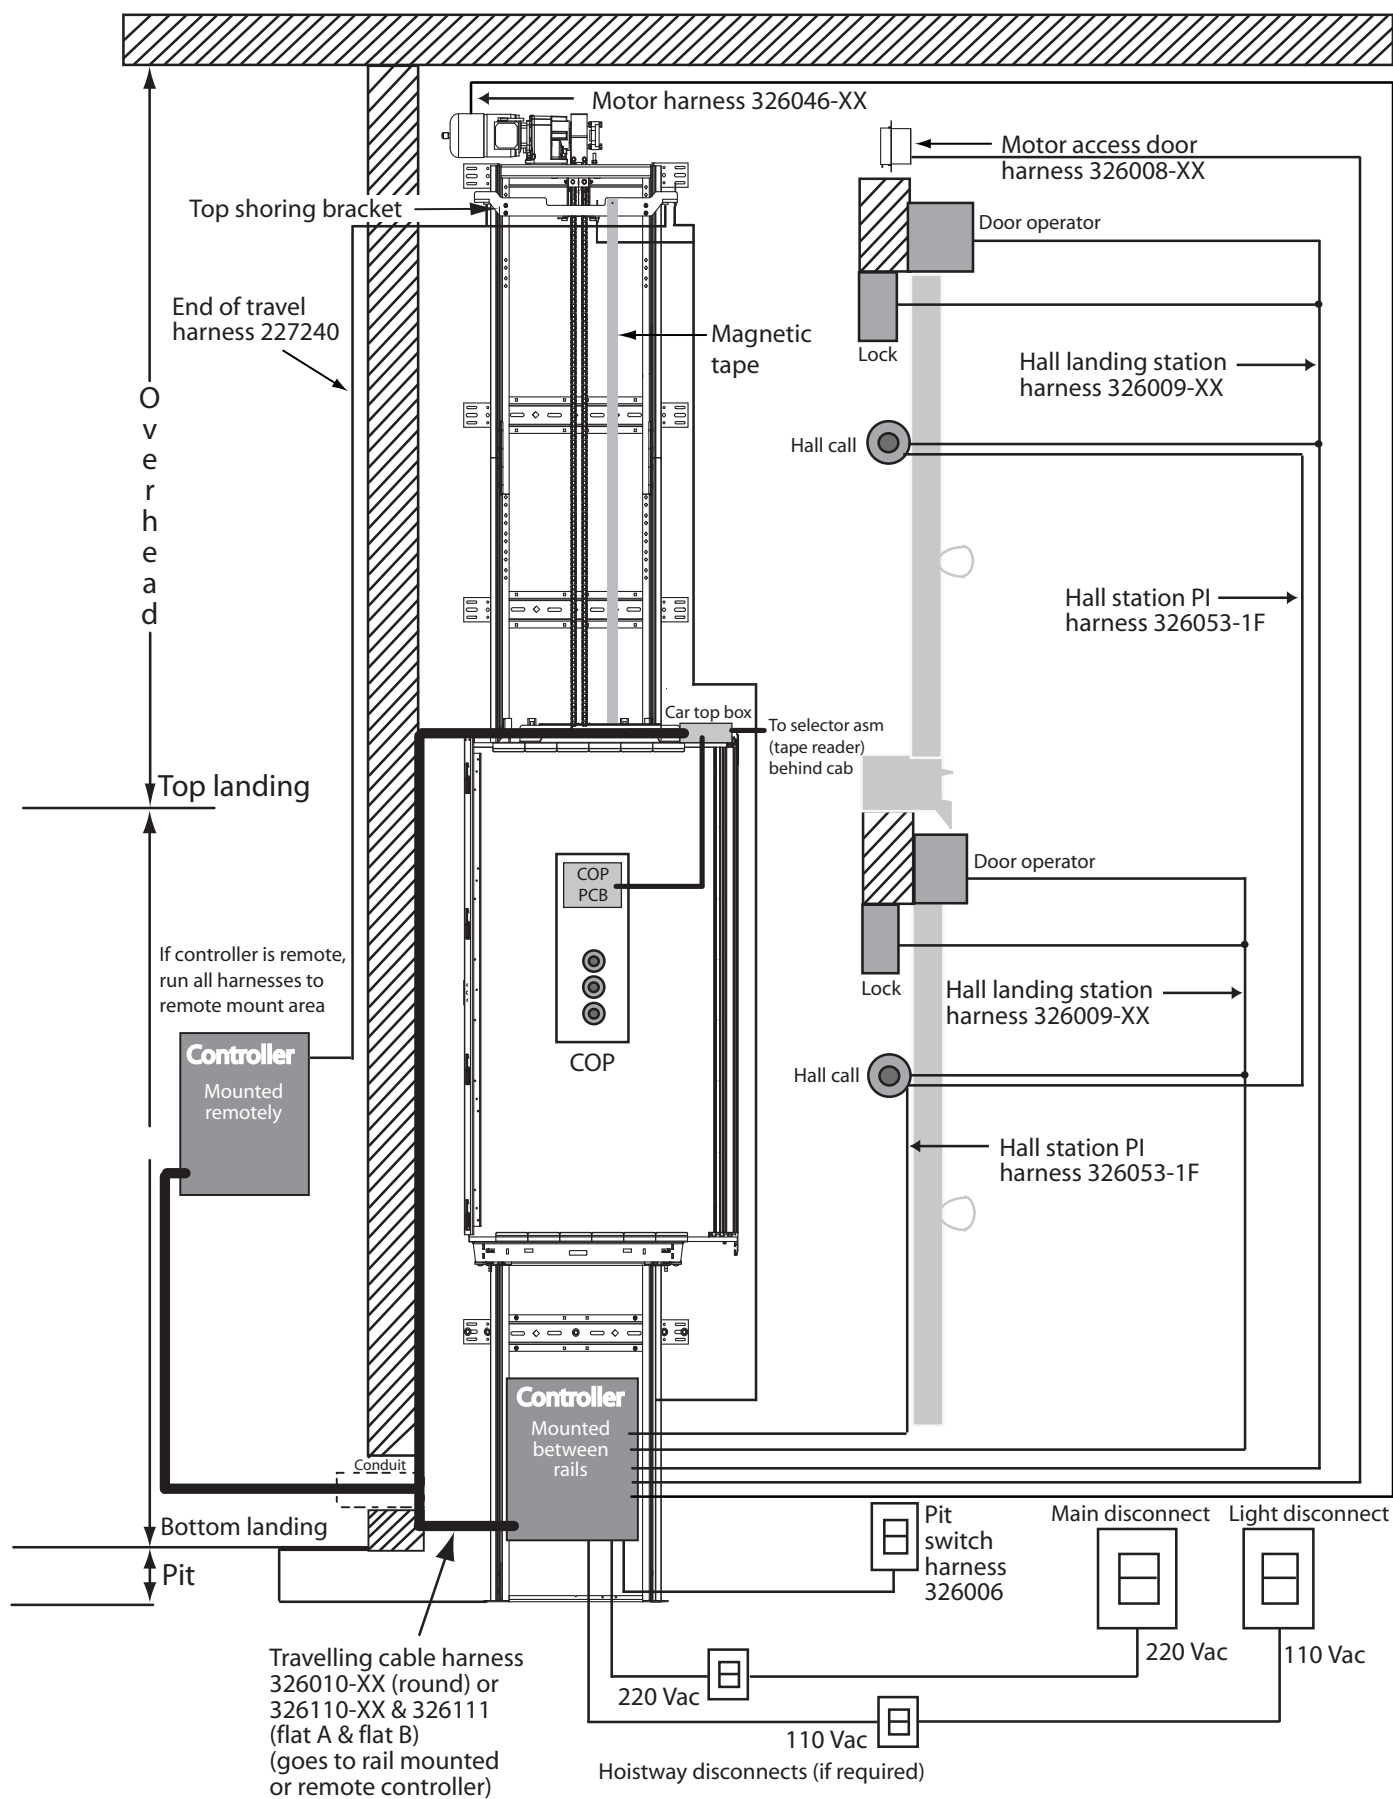 Motor harness 326046-XX
Motor access door
harness 326008-XX
Top shoring bracket
Door operator
End of travel
harness 227240
Magnetic
tape
Lock
Hall landing station
harness 326009-XX
Overhead
Hall call
Hall station PI
harness 326053-1F
Car top box
To selector asm
(tape reader)
behind cab
Top landing
Door operator
COP
PCB
If controller is remote,
run all harnesses to
remote mount area
Lock
Hall landing station
harness 326009-XX
Controller
Mounted
remotely
COP
Hall call
Hall station PI
harness 326053-1F
Controller
Mounted
between
rails
Conduit
Bottom landing
Pit
Pit
switch
harness
326006
Main disconnect
Light disconnect
220 Vac
110 Vac
Travelling cable harness
326010-XX (round) or
326110-XX & 326111
(flat A & flat B)
(goes to rail mounted
or remote controller)
220 Vac
110 Vac
Hoistway disconnects (if required)